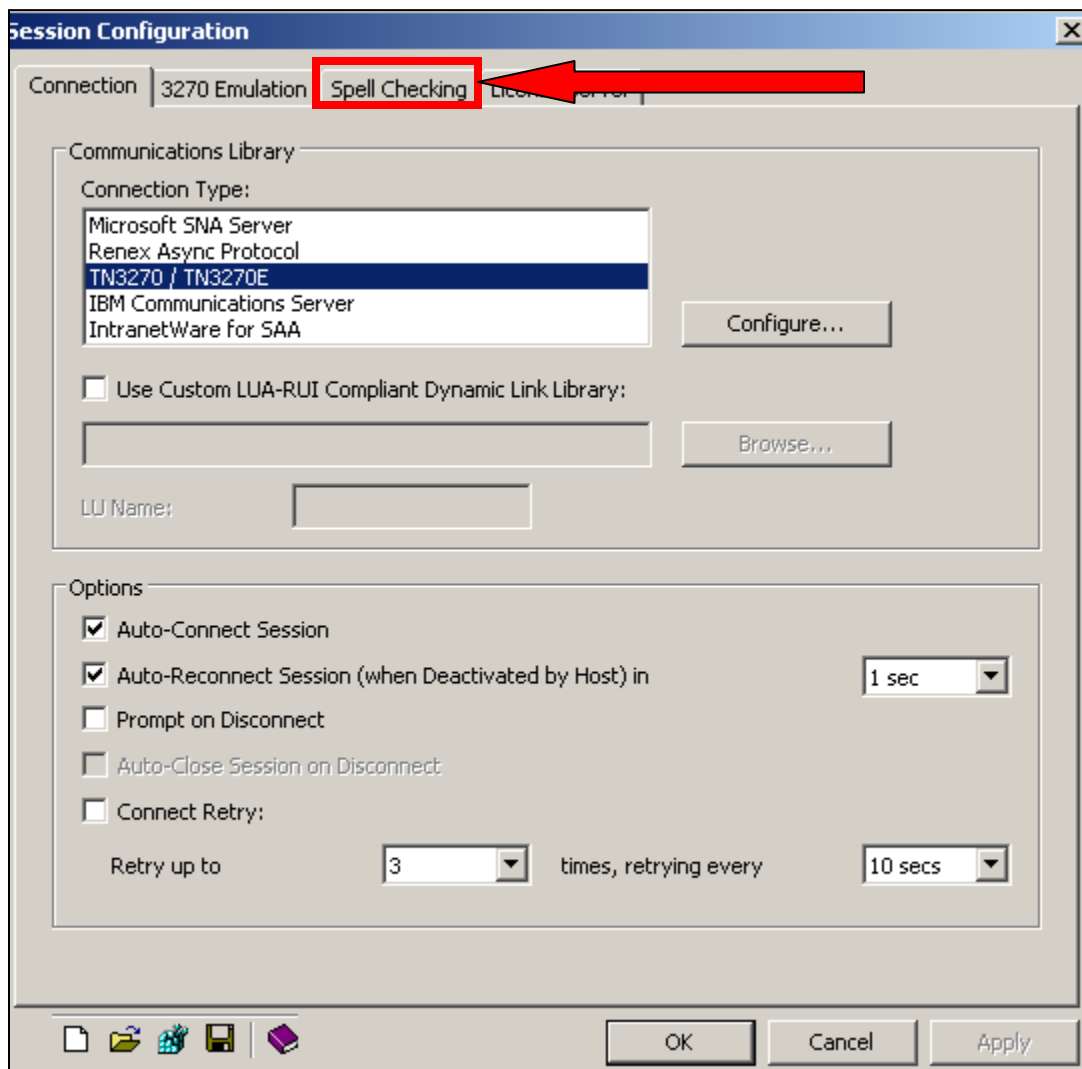 Session Configuration
Connection 3270 Emulation Spell Checking
Communications Library
Connection Type:
Microsoft SNA Server
Renex Async Protocol
TN3270 / TN3270E
IBM Communications Server
IntranetWare for SAA
Configure...
Use Custom LUA-RUI Compliant Dynamic Link Library:
Browse...
LU Name:
Options
Auto-Connect Session
Auto-Reconnect Session (when Deactivated by Host) in 1 sec
Prompt on Disconnect
Auto-Close Session on Disconnect
Connect Retry:
Retry up to 3 times, retrying every 10 secs
OK Cancel Apply